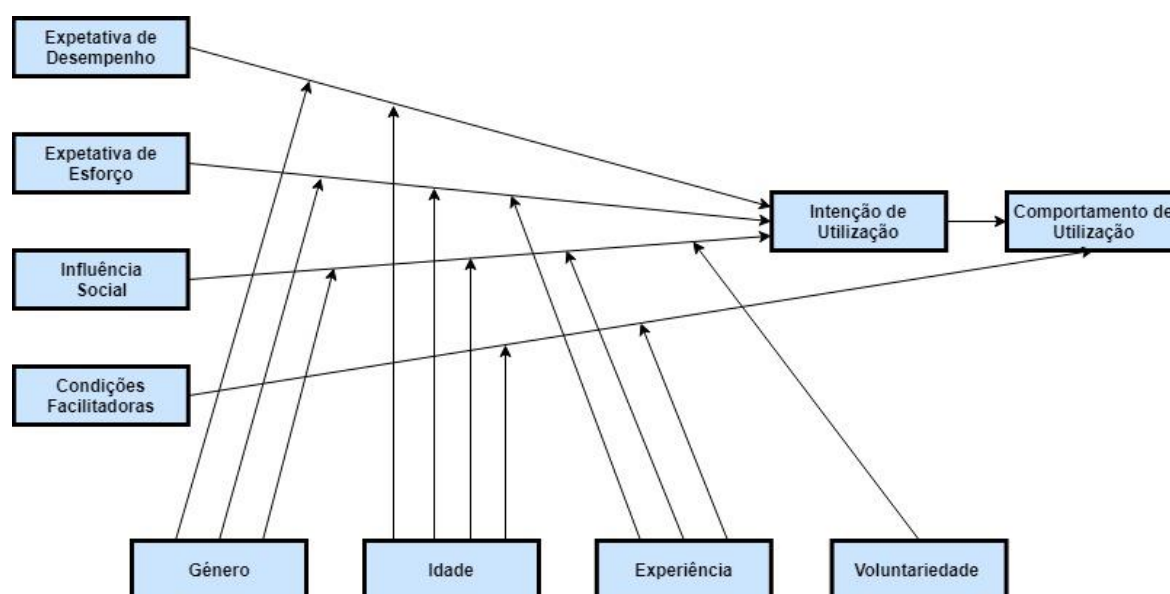 Expetativa de
Desempenho
Expetativa de
Esforço
Intenção de
Utilização
Comportamento de
Utilização
Influência
Social
Condições
Facilitadoras
Género
Idade
Experiência
Voluntariedade